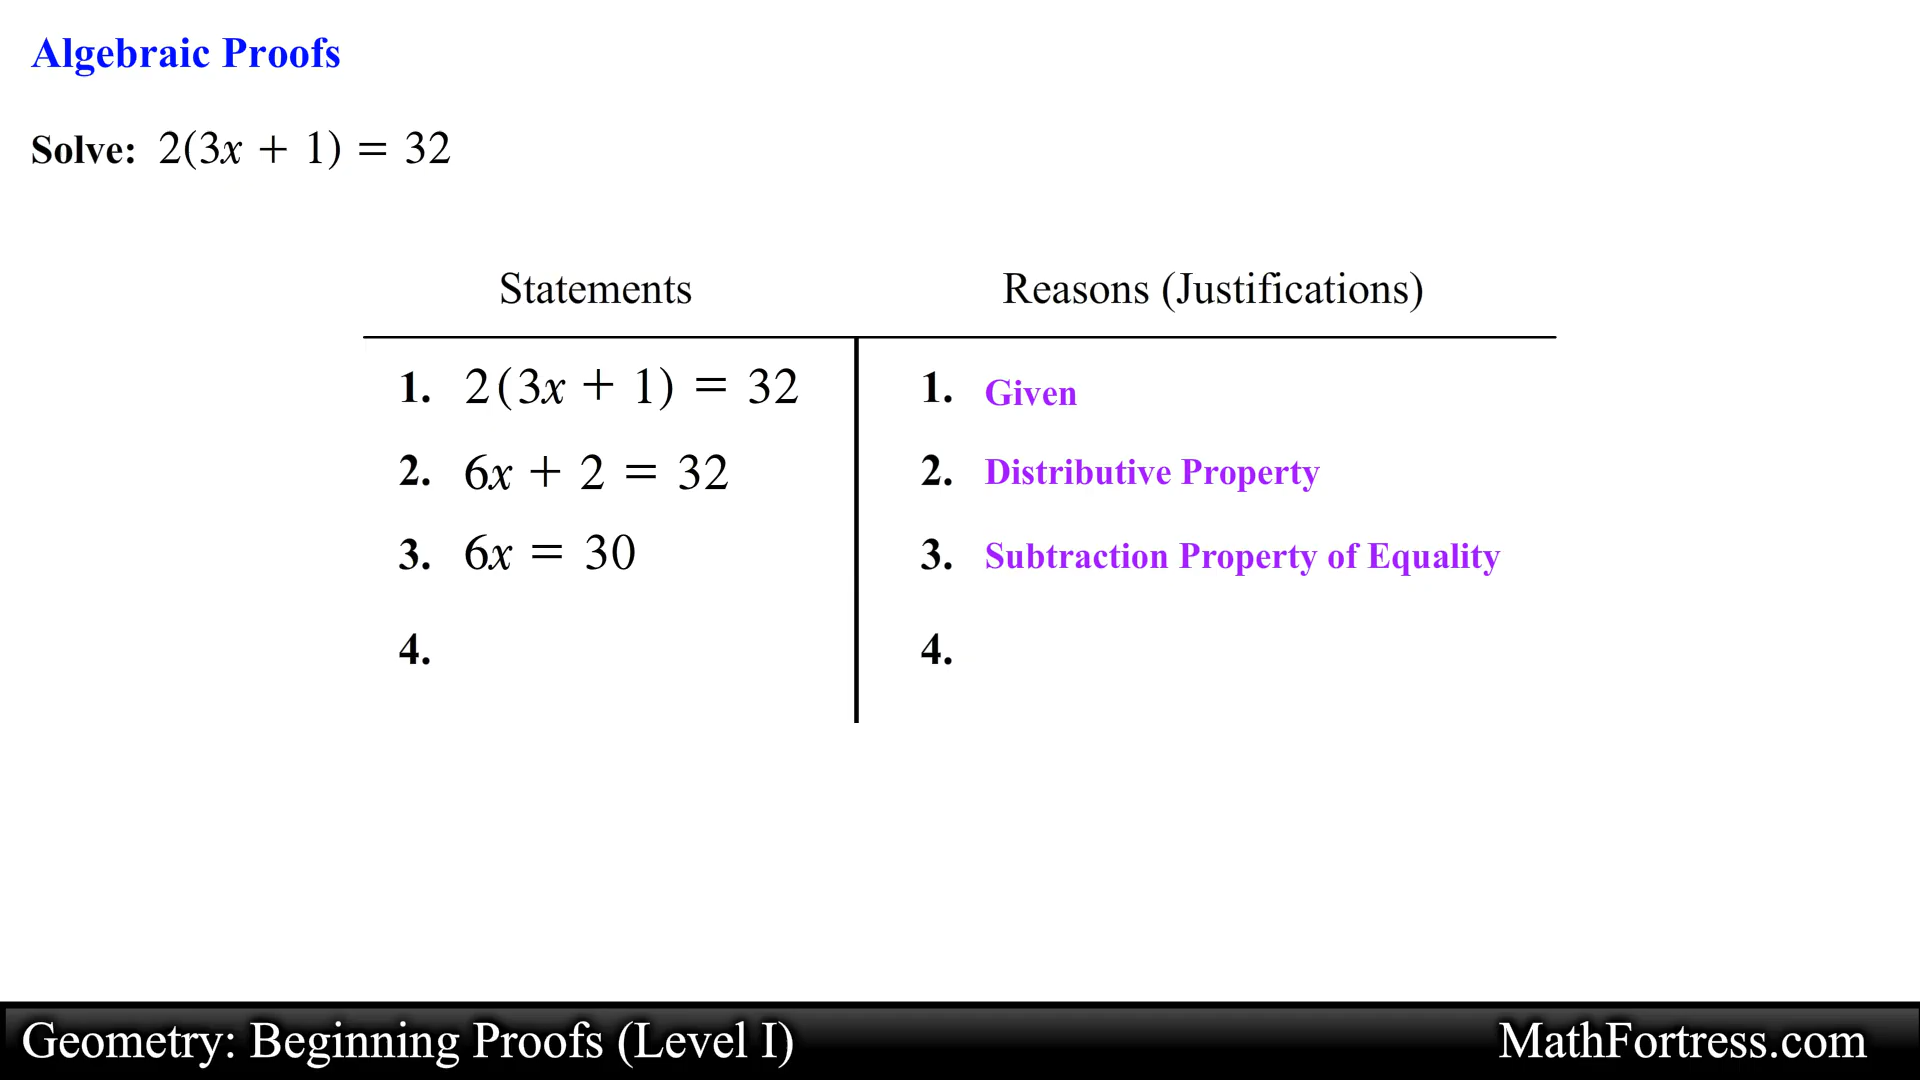 Algebraic Proofs
Solve: 2(3x + 1) = 32
Statements Reasons (Justifications)
1. 2(3x + 1) = 32 1. Given
2. 6x + 2 = 32 2. Distributive Property
3. 6x = 30 3. Subtraction Property of Equality
4. 4.
Geometry: Beginning Proofs (Level I) MathFortress.com